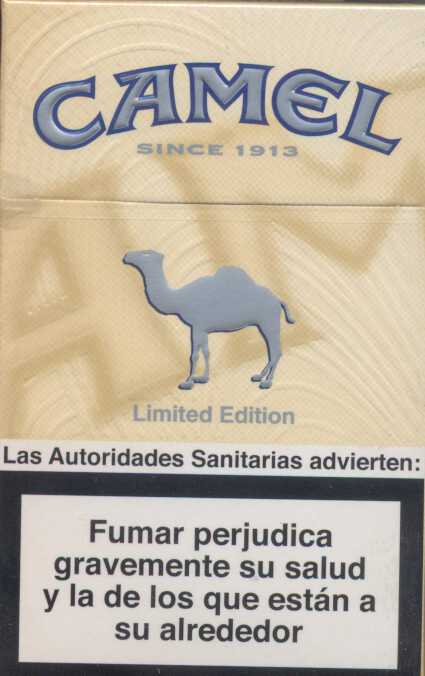 CAMEL
SINCE 1913
Limited Edition
Las Autoridades Sanitarias advierten:
Fumar perjudica
gravemente su salud
y la de los que están a
su alrededor